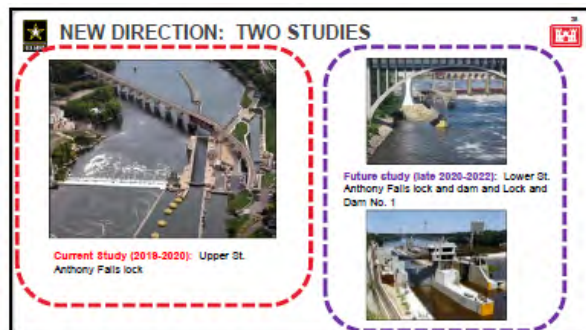 NEW DIRECTION: TWO STUDIES
Current Study (2019-2020): Upper St.
Anthony Falls lock
Future study (late 2020-2022): Lower St.
Anthony Falls lock and dam and Lock and
Dam No. 1